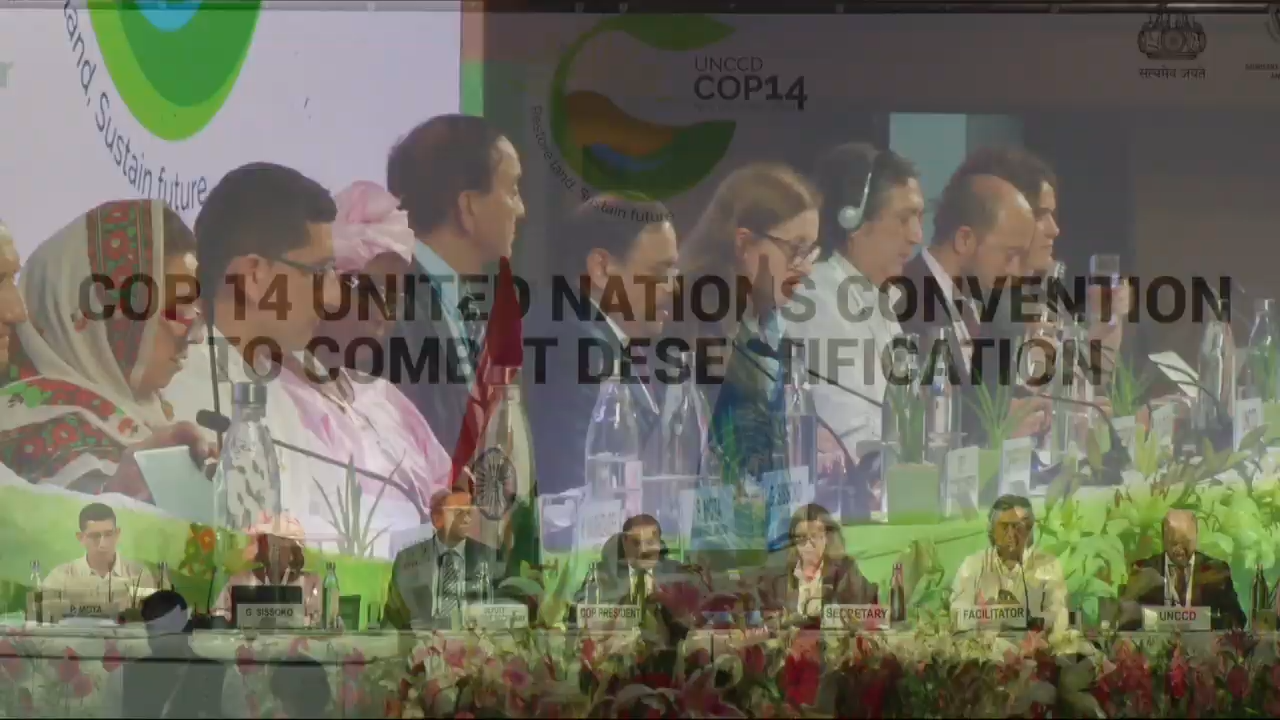 UNCCD
COP14
सत्यमेव जयते
land, Sustain future
Restore land, Sustain future
COP 14 UNITED NATIONS CONVENTION
TO COMBAT DESERTIFICATION
P. MOYA
G. SISSOKO
COP PRESIDENT
SECRETARY
FACILITATOR
UNCCD